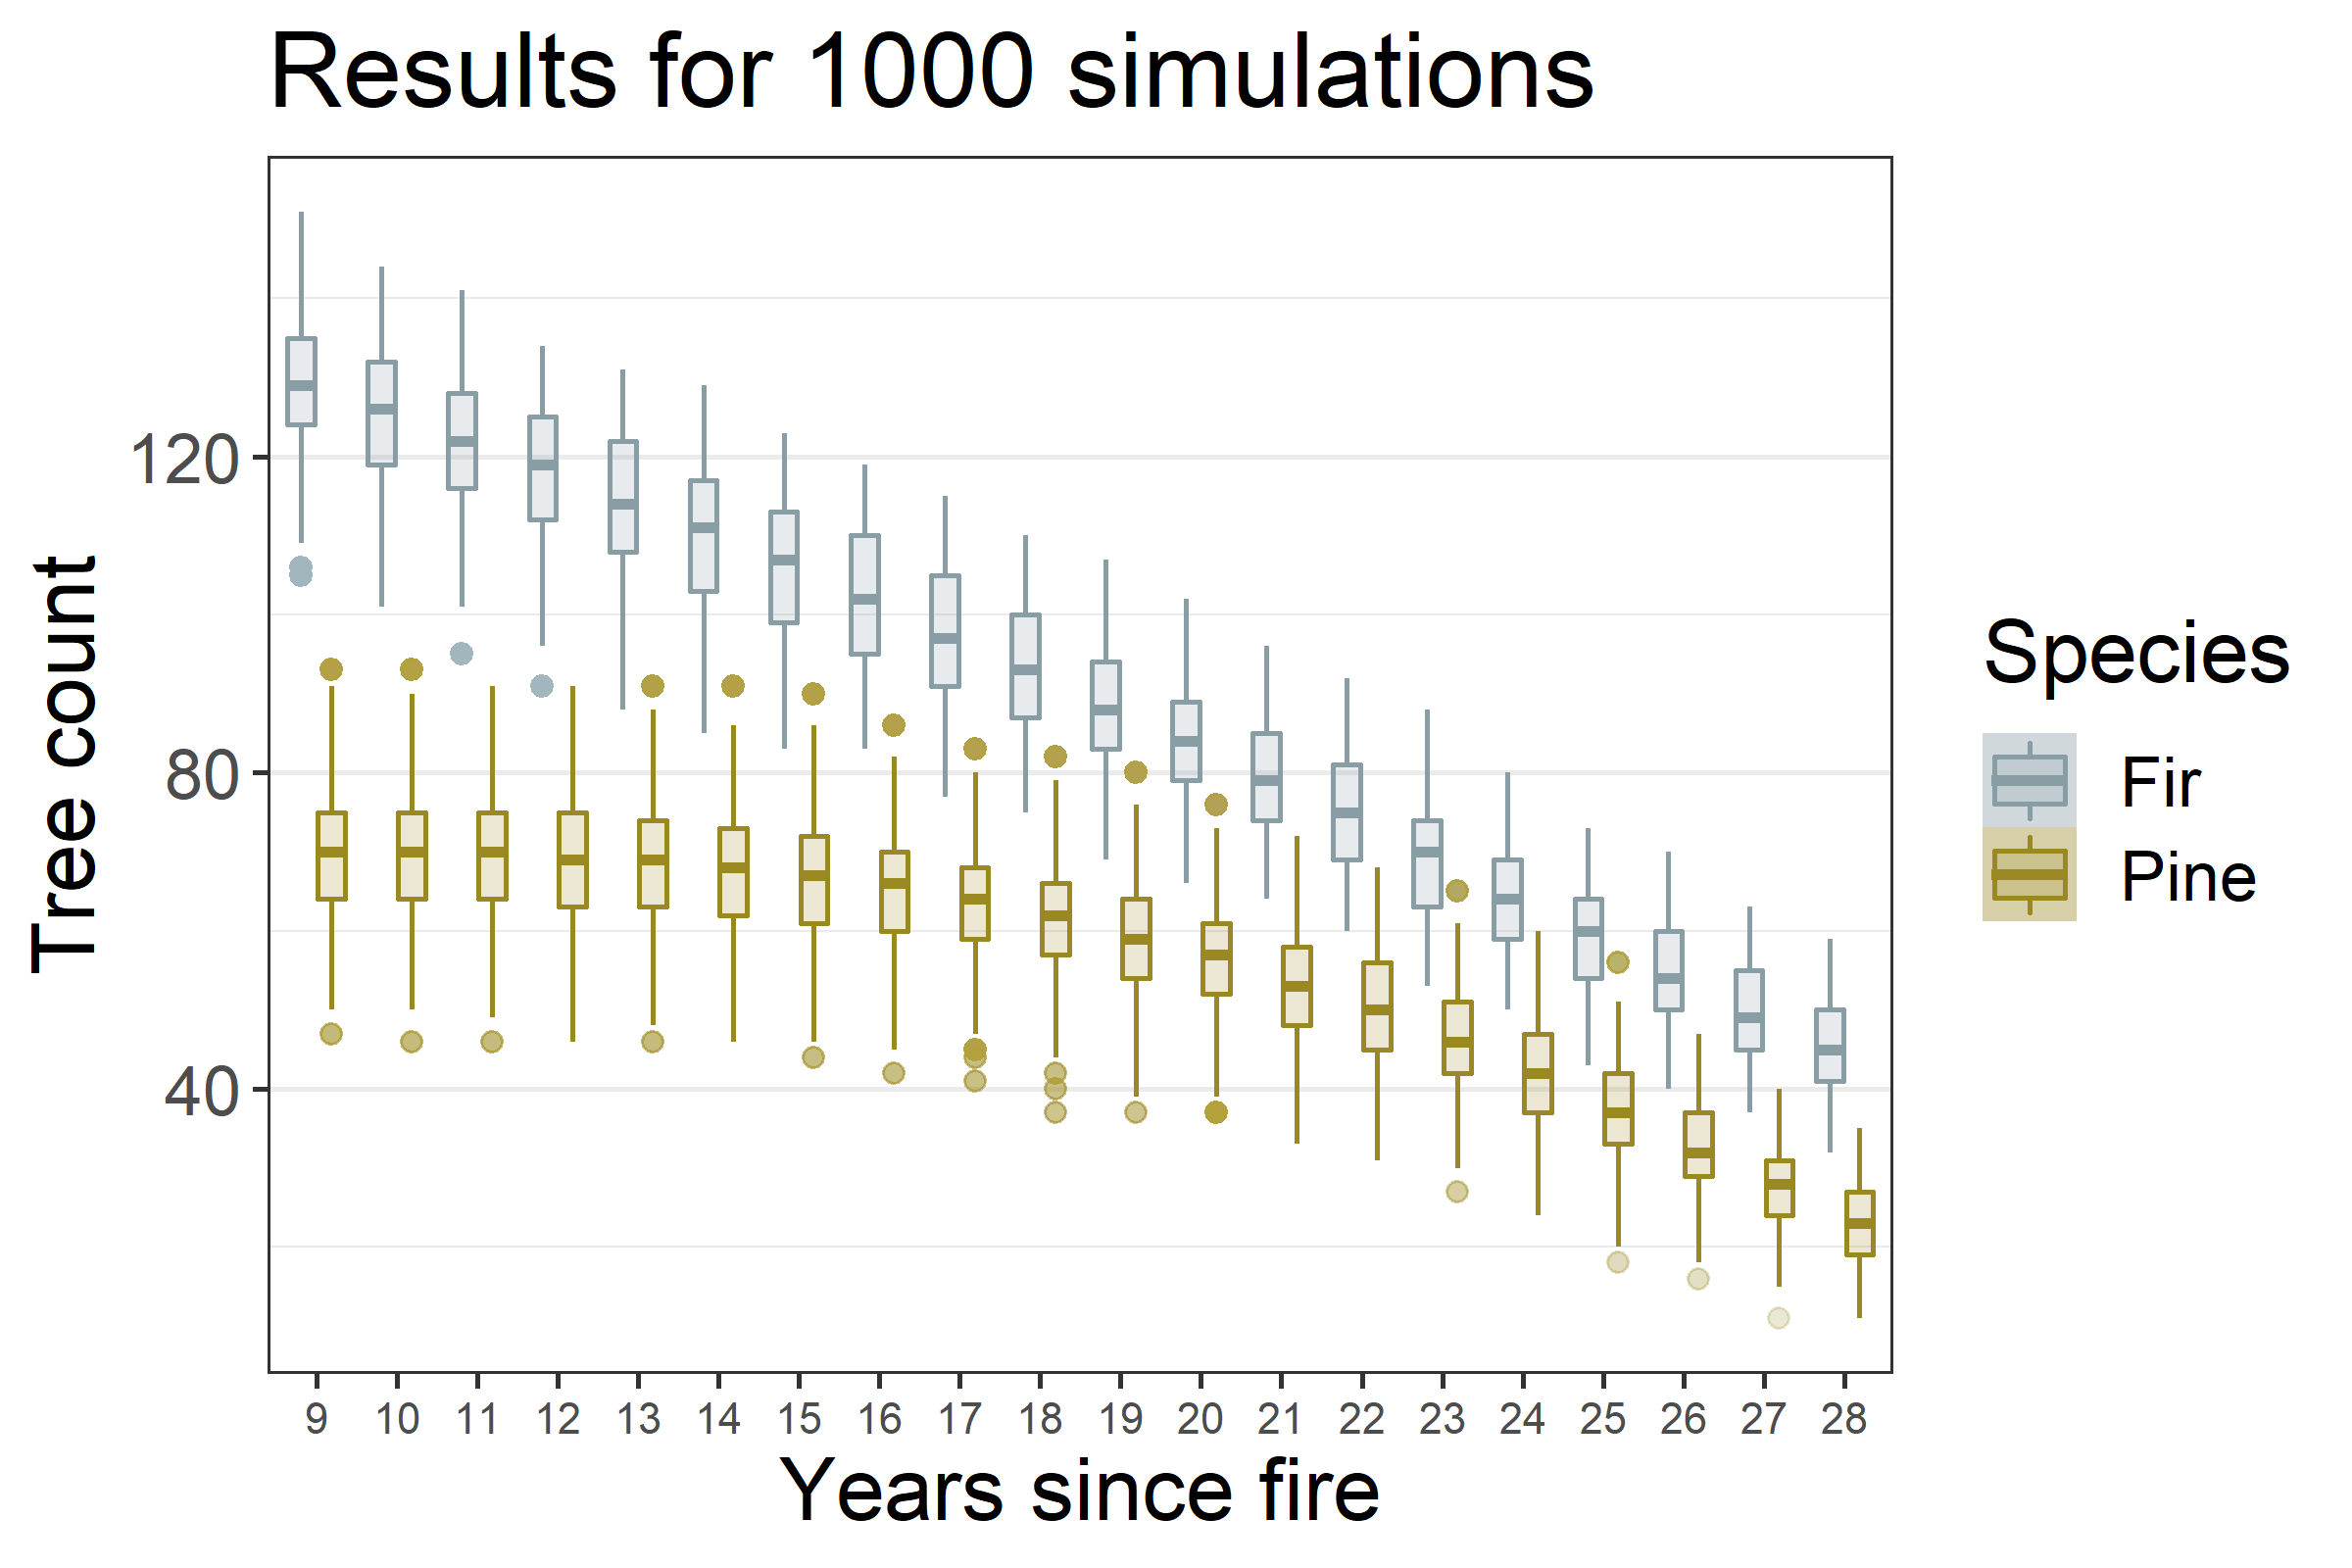 Results for 1000 simulations
Tree count
120
80
40
9 10 11 12 13 14 15 16 17 18 19 20 21 22 23 24 25 26 27 28
Years since fire
Species
Fir
Pine